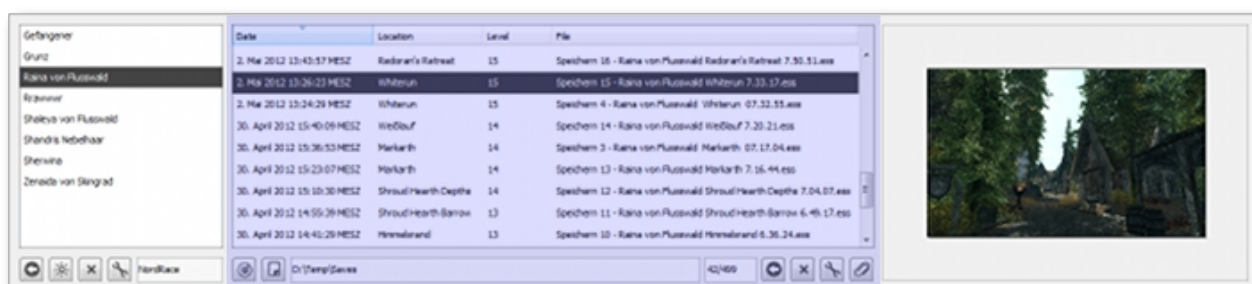 Gefangener
Grunz
Raina von Flusswald
Rrawwwr
Shaleya von Flusswald
Shandris Nebelhaar
Sherwina
Zenaida von Skingrad
NordRace
Date Location Level File
2. Mai 2012 13:43:57 MESZ Redoran's Retreat 15 Speichern 16 - Raina von Flusswald Redoran's Retreat 7.50.51.ess
2. Mai 2012 13:26:23 MESZ Whiterun 15 Speichern 15 - Raina von Flusswald Whiterun 7.33.17.ess
2. Mai 2012 13:24:29 MESZ Whiterun 15 Speichern 4 - Raina von Flusswald Whiterun 07.32.55.ess
30. April 2012 15:40:09 MESZ Weißlauf 14 Speichern 14 - Raina von Flusswald Weißlauf 7.20.21.ess
30. April 2012 15:36:53 MESZ Markarth 14 Speichern 3 - Raina von Flusswald Markarth 07.17.04.ess
30. April 2012 15:23:07 MESZ Markarth 14 Speichern 13 - Raina von Flusswald Markarth 7.16.44.ess
30. April 2012 15:10:30 MESZ Shroud Hearth Depths 14 Speichern 12 - Raina von Flusswald Shroud Hearth Depths 7.04.07.ess
30. April 2012 14:55:39 MESZ Shroud Hearth Barrow 13 Speichern 11 - Raina von Flusswald Shroud Hearth Barrow 6.49.17.ess
30. April 2012 14:41:29 MESZ Himmelsrand 13 Speichern 10 - Raina von Flusswald Himmelsrand 6.36.24.ess
D:\Temp\Saves
42/499